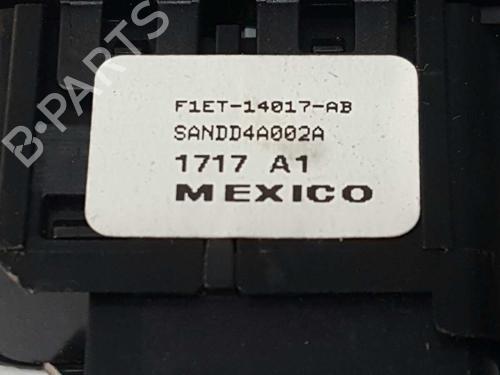 F1ET-14017-AB
SANDD4A002A
1717 A1
MEXICO
B-PARTS